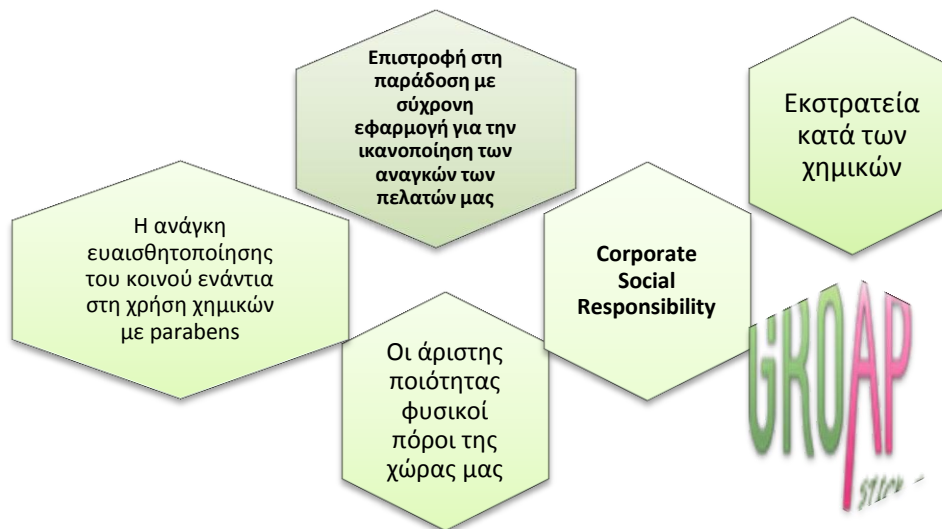 Επιστροφή στη
παράδοση με
σύχρονη
εφαρμογή για την
ικανοποίηση των
αναγκών των
πελατών μας
Εκστρατεία
κατά των
χημικών
Η ανάγκη
ευαισθητοποίησης
του κοινού ενάντια
στη χρήση χημικών
με parabens
Corporate
Social
Responsibility
Οι άριστης
ποιότητας
φυσικοί
πόροι της
χώρας μας
GROAP